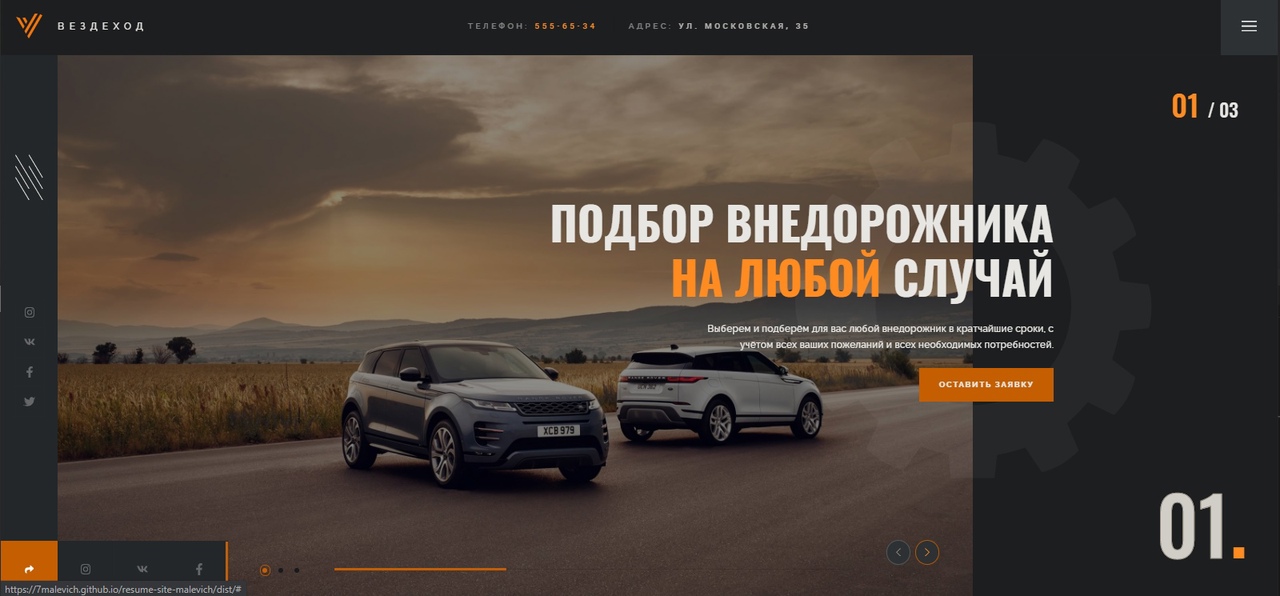 ВЕЗДЕХОД
ТЕЛЕФОН: 555-65-34
АДРЕС: УЛ. МОСКОВСКАЯ, 35
01 / 03
ПОДБОР ВНЕДОРОЖНИКА
НА ЛЮБОЙ СЛУЧАЙ
Выберем и подберём для вас любой внедорожник в кратчайшие сроки, с
учётом всех ваших пожеланий и всех необходимых потребностей.
ОСТАВИТЬ ЗАЯВКУ
XCB 979
01.
https://7malevich.github.io/resume-site-malevich/dist/#